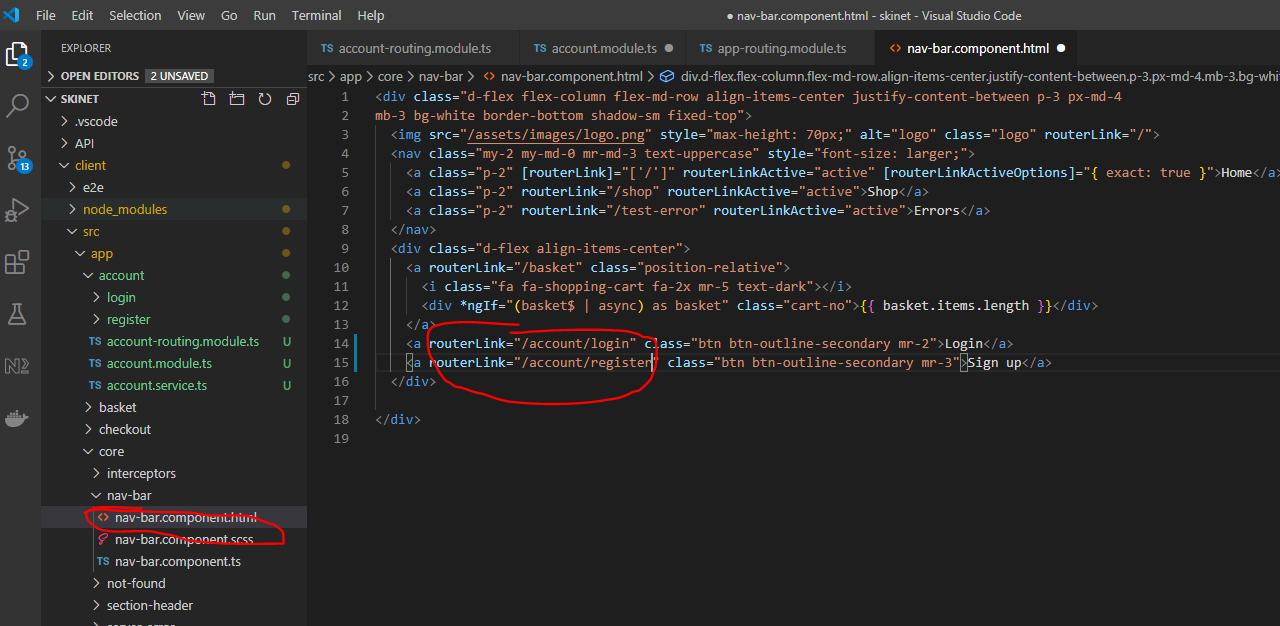 File Edit Selection View Go Run Terminal Help
● nav-bar.component.html - skinet - Visual Studio Code
2
13
EXPLORER
OPEN EDITORS 2 UNSAVED
SKINET
.vscode
API
client
e2e
node_modules
src
app
account
login
register
TS account-routing.module.ts U
TS account.module.ts U
TS account.service.ts U
basket
checkout
core
interceptors
nav-bar
<> nav-bar.component.html
nav-bar.component.scss
TS nav-bar.component.ts
not-found
section-header
TS account-routing.module.ts
TS account.module.ts ●
TS app-routing.module.ts
<> nav-bar.component.html ●
src > app > core > nav-bar > <> nav-bar.component.html > div.d-flex.flex-column.flex-md-row.align-items-center.justify-content-between.p-3.px-md-4.mb-3.bg-whi
1 <div class="d-flex flex-column flex-md-row align-items-center justify-content-between p-3 px-md-4
2 mb-3 bg-white border-bottom shadow-sm fixed-top">
3 <img src="/assets/images/logo.png" style="max-height: 70px;" alt="logo" class="logo" routerLink="/">
4 <nav class="my-2 my-md-0 mr-md-3 text-uppercase" style="font-size: larger;">
5 <a class="p-2" [routerLink]="['/']" routerLinkActive="active" [routerLinkActiveOptions]="{ exact: true }">Home</a>
6 <a class="p-2" routerLink="/shop" routerLinkActive="active">Shop</a>
7 <a class="p-2" routerLink="/test-error" routerLinkActive="active">Errors</a>
8 </nav>
9 <div class="d-flex align-items-center">
10 <a routerLink="/basket" class="position-relative">
11 <i class="fa fa-shopping-cart fa-2x mr-5 text-dark"></i>
12 <div *ngIf="(basket$ | async) as basket" class="cart-no">{{ basket.items.length }}</div>
13 </a>
14 <a routerLink="/account/login" class="btn btn-outline-secondary mr-2">Login</a>
15 <a routerLink="/account/register" class="btn btn-outline-secondary mr-3">Sign up</a>
16 </div>
17
18 </div>
19